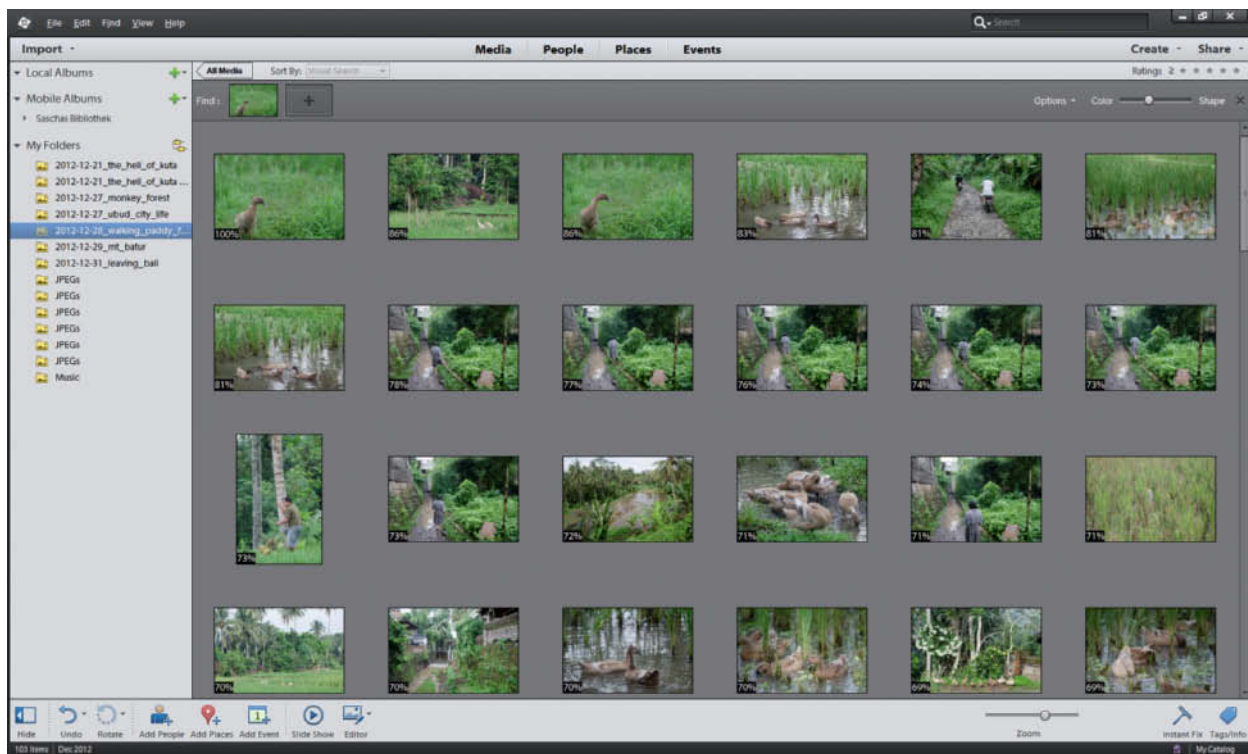 File Edit Find View Help
Search
Import
Media People Places Events
Create Share
Local Albums
All Media
Sort By: Visual Search
Ratings
Mobile Albums
Find :
Options Color Shape
Saschas Bibliothek
My Folders
2012-12-21_the_hell_of_kuta
2012-12-21_the_hell_of_kuta ...
2012-12-27_monkey_forest
2012-12-27_ubud_city_life
2012-12-28_walking_paddy_f...
2012-12-29_mt_batur
2012-12-31_leaving_bali
JPEGs
JPEGs
JPEGs
JPEGs
JPEGs
JPEGs
Music
100% 86% 86% 83% 81% 81%
81% 78% 77% 76% 74% 73%
73% 73% 72% 71% 71% 71%
70% 70% 70% 70% 69% 69%
Hide Undo Rotate Add People Add Places Add Event Slide Show Editor
Zoom
Instant Fix Tags/Info
103 Items Dec 2012
My Catalog